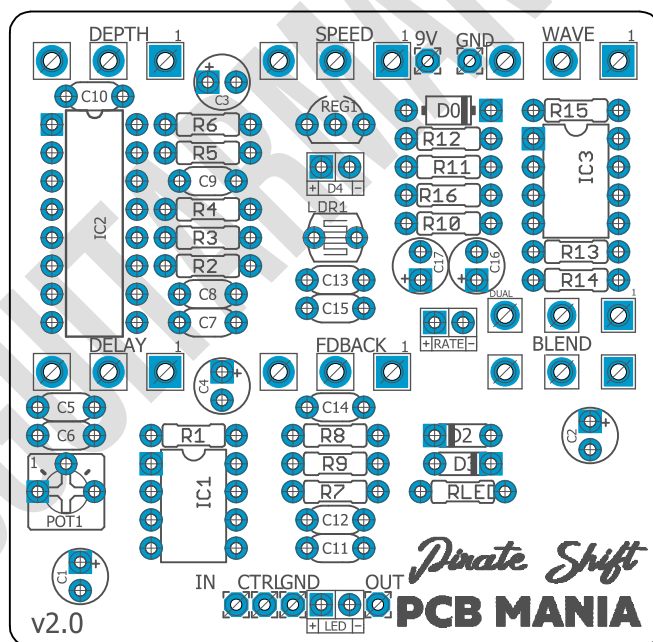 DEPTH 1 SPEED 1 9V GND WAVE 1
C10 + C3 REG1 D0 R15
R6 R12
R5 R11 IC3
C9 + D4 − R16
IC2 R4 LDR1 R10
R3 C17 C16 R13
R2 C13 + + R14
C8 C15 DUAL 1
C7 + RATE −
DELAY 1 C4 + FDBACK 1 BLEND
C5 C14 C2 +
C6 R1 R8 D2
1 R9 D1
POT1 IC1 R7 RLED
C12
C1 + C11 Pirate Shift
IN CTRL GND OUT PCB MANIA
v2.0 + LED −